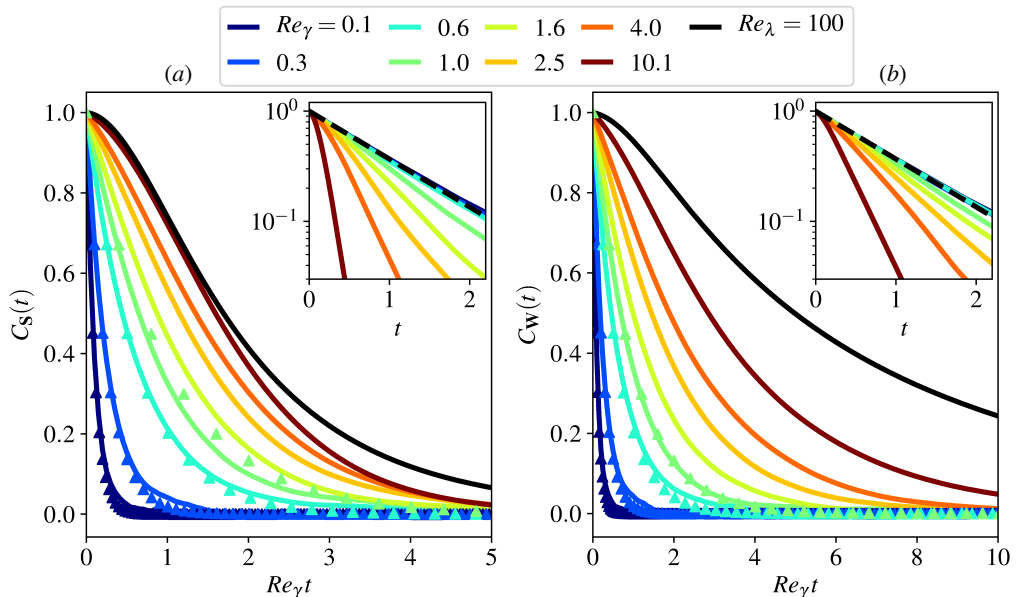 Re_γ = 0.1 0.6 1.6 4.0 Re_λ = 100
0.3 1.0 2.5 10.1
(a) (b)
1.0
0.8
0.6
0.4
0.2
0.0
C_S(t)
0 1 2 3 4 5
Re_γ t
10^0
10^{-1}
0 1 2
t
1.0
0.8
0.6
0.4
0.2
0.0
C_W(t)
0 2 4 6 8 10
Re_γ t
10^0
10^{-1}
0 1 2
t